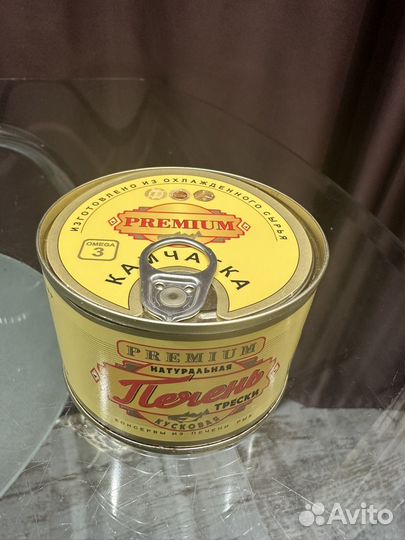 ИЗГОТОВЛЕНО ИЗ ОХЛАЖДЕННОГО СЫРЬЯ
PREMIUM
OMEGA
3
КАМЧАТКА
PREMIUM
НАТУРАЛЬНАЯ
Печень
ТРЕСКИ
КУСКОВАЯ
КОНСЕРВЫ ИЗ ПЕЧЕНИ РЫБ
Avito